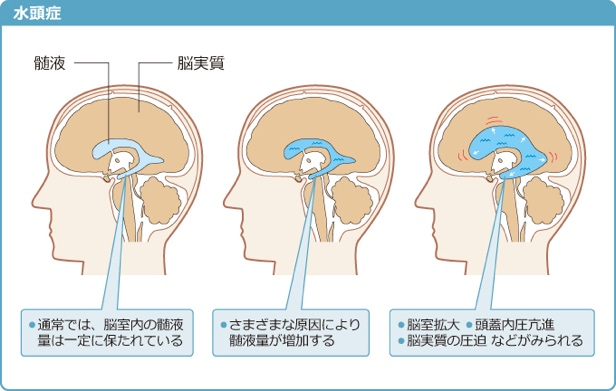 水頭症
髄液
脳実質
●通常では、脳室内の髄液
量は一定に保たれている
●さまざまな原因により
髄液量が増加する
●脳室拡大 ●頭蓋内圧亢進
●脳実質の圧迫 などがみられる